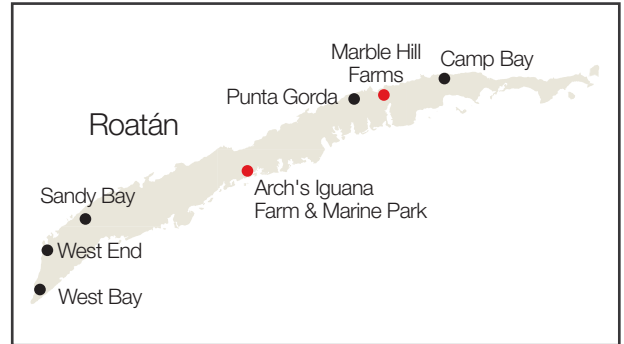 Marble Hill
Farms
Camp Bay
Punta Gorda
Roatán
Arch's Iguana
Farm & Marine Park
Sandy Bay
West End
West Bay